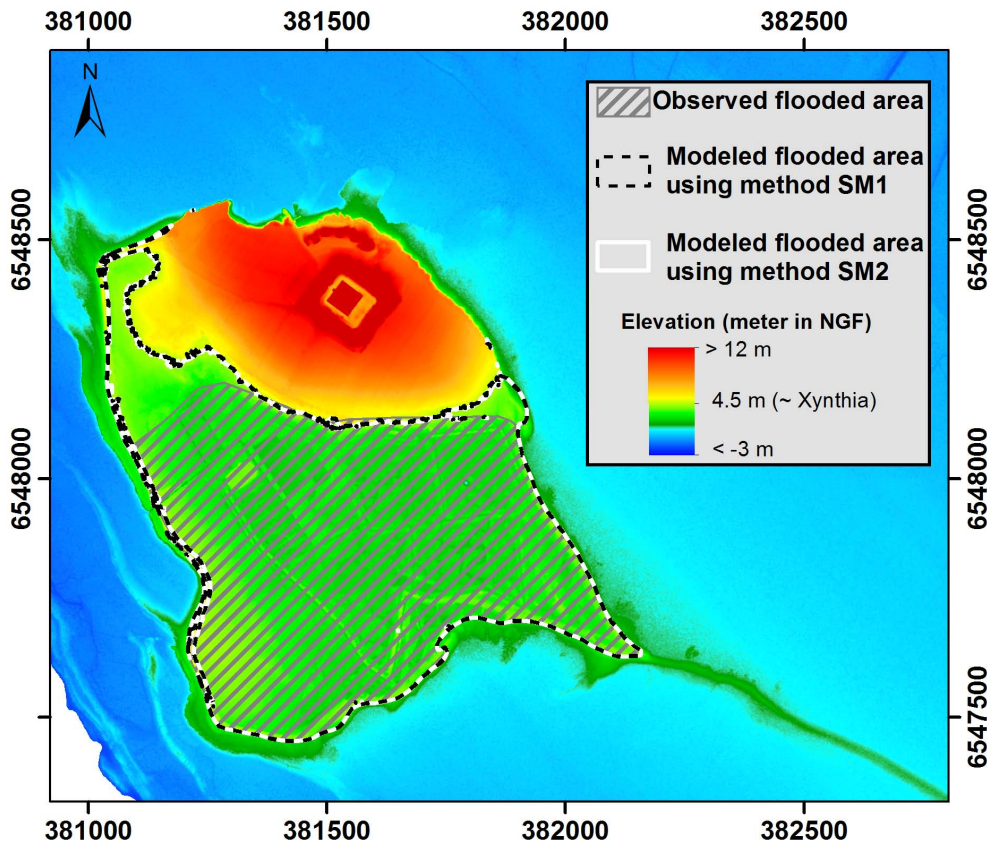 381000 381500 382000 382500
N
Observed flooded area
Modeled flooded area
using method SM1
Modeled flooded area
using method SM2
Elevation (meter in NGF)
> 12 m
4.5 m (~ Xynthia)
< -3 m
6548500
6548000
6547500
6548500
6548000
6547500
381000 381500 382000 382500